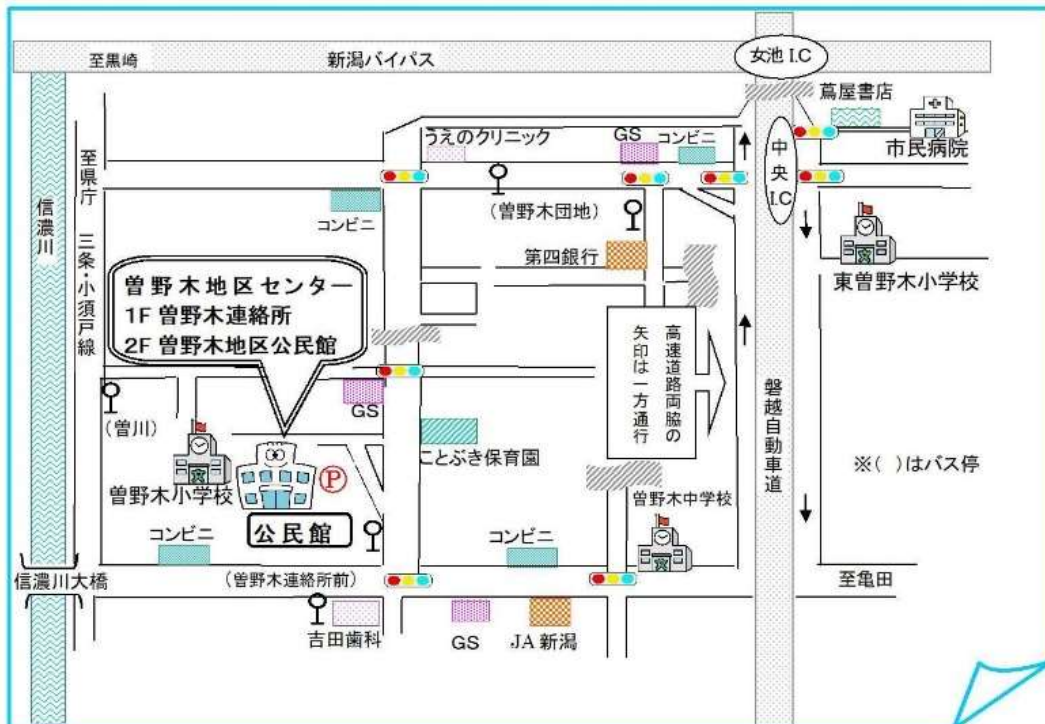 女池 I.C
至黒崎
新潟バイパス
蔦屋書店
市民病院
うえのクリニック
GS
コンビニ
中央I.C
至県庁
三条・小須戸線
信濃川
コンビニ
(曽野木団地)
第四銀行
東曽野木小学校
曽野木地区センター
1F 曽野木連絡所
2F 曽野木地区公民館
高速道路両脇の
矢印は一方通行
磐越自動車道
GS
(曽川)
ことぶき保育園
※( )はバス停
曽野木小学校
P
曽野木中学校
公民館
コンビニ
コンビニ
信濃川大橋
(曽野木連絡所前)
至亀田
吉田歯科
GS
JA 新潟